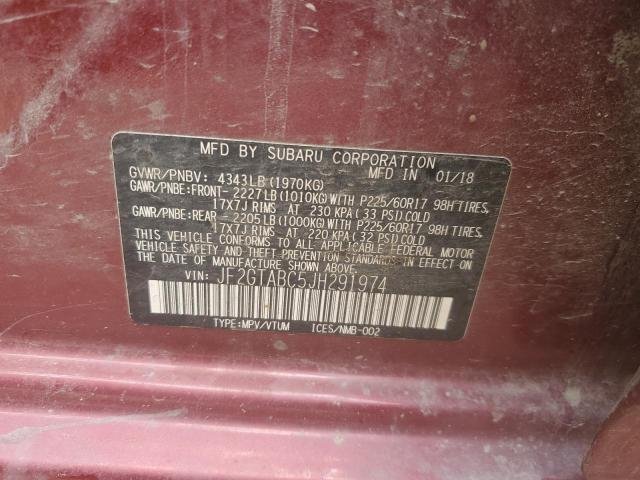 MFD BY SUBARU CORPORATION
GVWR/PNBV: 4343LB(1970KG) MFD IN 01/18
GAWR/PNBE:FRONT- 2227LB(1010KG)WITH P225/60R17 98H TIRES,
17X7J RIMS AT 230 KPA(33 PSI)COLD
GAWR/PNBE:REAR - 2205LB(1000KG)WITH P225/60R17 98H TIRES,
17X7J RIMS AT 220 KPA(32 PSI)COLD
THIS VEHICLE CONFORMS TO ALL APPLICABLE FEDERAL MOTOR
VEHICLE SAFETY AND THEFT PREVENTION STANDARDS IN EFFECT ON
THE DATE OF MANUFACTURE SHOWN ABOVE.
VIN: JF2GTABC5JH291974
TYPE:MPV/VTUM ICES/NMB-002